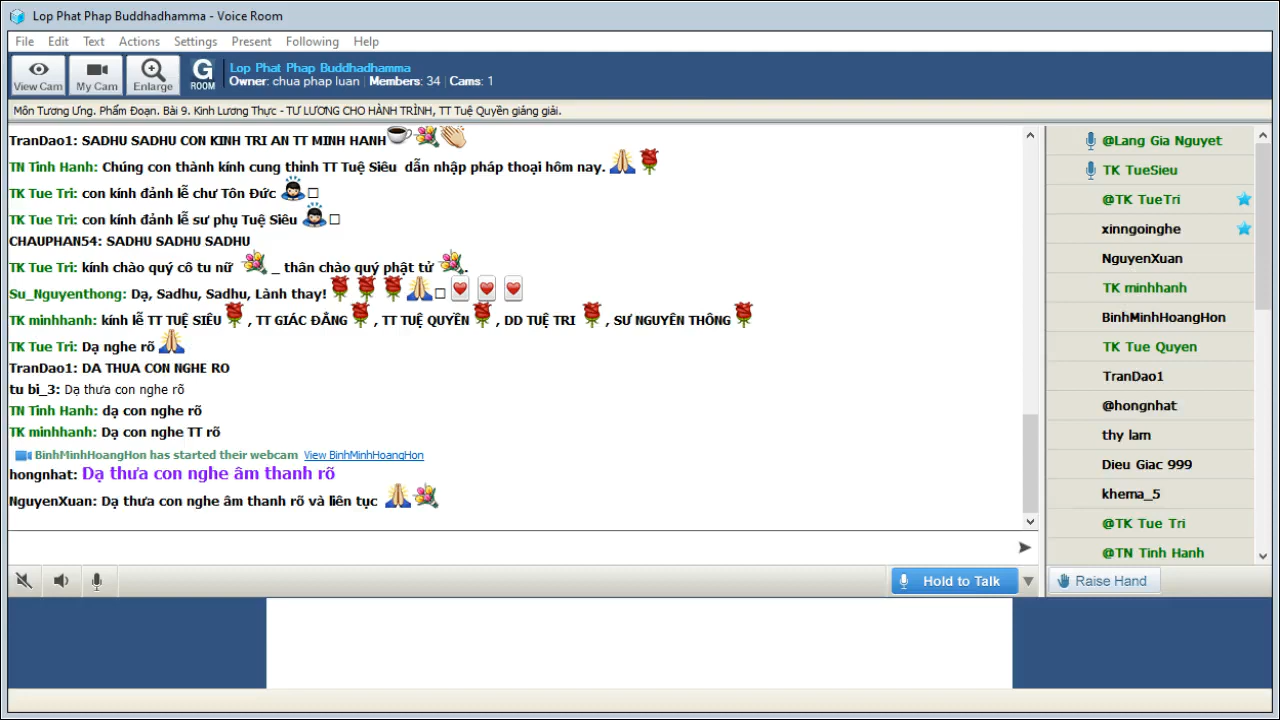 Lop Phat Phap Buddhadhamma - Voice Room
File Edit Text Actions Settings Present Following Help
View Cam My Cam Enlarge G ROOM
Lop Phat Phap Buddhadhamma
Owner: chua phap luan Members: 34 Cams: 1
Môn Tương Ưng. Phẩm Đoạn. Bài 9. Kinh Lương Thực - TƯ LƯƠNG CHO HÀNH TRÌNH, TT Tuệ Quyền giảng giải.
TranDao1: SADHU SADHU CON KINH TRI AN TT MINH HANH
TN Tinh Hanh: Chúng con thành kính cung thỉnh TT Tuệ Siêu dẫn nhập pháp thoại hôm nay.
TK Tue Tri: con kính đảnh lễ chư Tôn Đức
TK Tue Tri: con kính đảnh lễ sư phụ Tuệ Siêu
CHAUPHAN54: SADHU SADHU SADHU
TK Tue Tri: kính chào quý cô tu nữ _ thân chào quý phật tử .
Su_Nguyenthong: Dạ, Sadhu, Sadhu, Lành thay!
TK minhhanh: kính lễ TT TUỆ SIÊU , TT GIÁC ĐẲNG , TT TUỆ QUYỀN , DD TUỆ TRI , SƯ NGUYÊN THÔNG
TK Tue Tri: Dạ nghe rõ
TranDao1: DA THUA CON NGHE RO
tu bi_3: Dạ thưa con nghe rõ
TN Tinh Hanh: dạ con nghe rõ
TK minhhanh: Dạ con nghe TT rõ
BinhMinhHoangHon has started their webcam View BinhMinhHoangHon
hongnhat: Dạ thưa con nghe âm thanh rõ
NguyenXuan: Dạ thưa con nghe âm thanh rõ và liên tục
@Lang Gia Nguyet
TK TueSieu
@TK TueTri
xinngoinghe
NguyenXuan
TK minhhanh
BinhMinhHoangHon
TK Tue Quyen
TranDao1
@hongnhat
thy lam
Dieu Giac 999
khema_5
@TK Tue Tri
@TN Tinh Hanh
Hold to Talk
Raise Hand